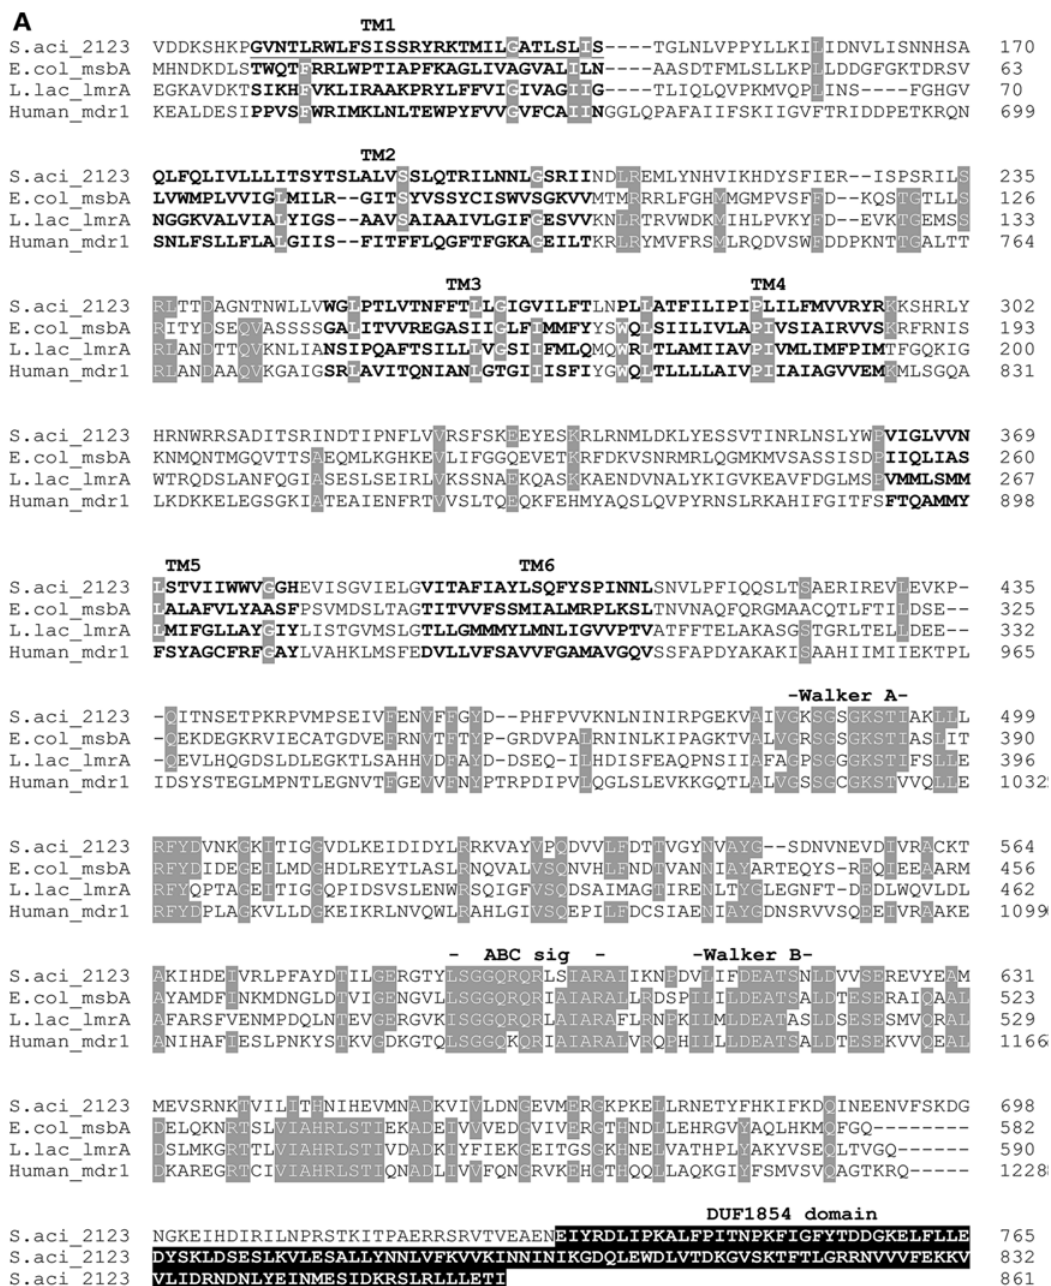 A
TM1
S.aci_2123 VDDKSHKPGVNTLRWLFSISSRYRKTMILGATLSLIS----TGLNLVPPYLLKILIDNVLISNNHSA 170
E.col_msbA MHNDKDLSTWQTFRRLWPTIAPFKAGLIVAGVALILN----AASDTFMLSLLKPLLDDGFGKTDRSV 63
L.lac_lmrA EGKAVDKTSIKHFVKLIRAAKPRYLFFVIGIVAGIIG----TLIQLQVPKMVQPLINS----FGHGV 70
Human_mdr1 KEALDESIPPVSFWRIMKLNLTEWPYFVVGVFCAIINGGLQPAFAIIFSKIIGVFTRIDDPETKRQN 699
TM2
S.aci_2123 QLFQLIVLLLITSYTSLALVSSLQTRILNNLGSRIINDLREMLYNHVIKHDYSFIER--ISPSRILS 235
E.col_msbA LVWMPLVVIGLMILR--GITSYVSSYCISWVSGKVVMTMRRRLFGHMMGMPVSFFD--KQSTGTLLS 126
L.lac_lmrA NGGKVALVIALYIGS--AAVSAIAAIVLGIFGESVVKNLRTRVWDKMIHLPVKYFD--EVKTGEMSS 133
Human_mdr1 SNLFSLLFLALGIIS--FITFFLQGFTFGKAGEILTKRLRYMVFRSMLRQDVSWFDDPKNTTGALTT 764
TM3 TM4
S.aci_2123 RLTTDAGNTNWLLVWGLPTLVTNFFTLLGIGVILFTLNPLLATFILIPIPLILFMVVRYRKKSHRLY 302
E.col_msbA RITYDSEQVASSSSGALITVVREGASIIGLFIMMFYYSWQLSIILIVLAPIVSIAIRVVSKRFRNIS 193
L.lac_lmrA RLANDTTQVKNLIANSIPQAFTSILLLVGSIIFMLQMQWRLTLAMIIAVPIVMLIMFPIMTFGQKIG 200
Human_mdr1 RLANDAAQVKGAIGSRLAVITQNIANLGTGIIISFIYGWQLTLLLLAIVPIIAIAGVVEMKMLSGQA 831
S.aci_2123 HRNWRRSADITSRINDTIPNFLVVRSFSKEEYESKRLRNMLDKLYESSVTINRLNSLYWPVIGLVVN 369
E.col_msbA KNMQNTMGQVTTSAEQMLKGHKEVLIFGGQEVETKRFDKVSNRMRLQGMKMVSASSISDPIIQLIAS 260
L.lac_lmrA WTRQDSLANFQGIASESLSEIRLVKSSNAEKQASKKAENDVNALYKIGVKEAVFDGLMSPVMMLSMM 267
Human_mdr1 LKDKKELEGSGKIATEAIENFRTVVSLTQEQKFEHMYAQSLQVPYRNSLRKAHIFGITFSFTQAMMY 898
TM5 TM6
S.aci_2123 LSTVIIWWVGGHEVISGVIELGVITAFIAYLSQFYSPINNLSNVLPFIQQSLTSAERIREVLEVKP- 435
E.col_msbA LALAFVLYAASFPSVMDSLTAGTITVVFSSMIALMRPLKSLTNVNAQFQRGMAACQTLFTILDSE-- 325
L.lac_lmrA LMIFGLLAYGIYLISTGVMSLGTLLGMMMYLMNLIGVVPTVATFFTELAKASGSTGRLTELLDEE-- 332
Human_mdr1 FSYAGCFRFGAYLVAHKLMSFEDVLLVFSAVVFGAMAVGQVSSFAPDYAKAKISAAHIIMIIEKTPL 965
-Walker A-
S.aci_2123 -QITNSETPKRPVMPSEIVFENVFFGYD--PHFPVVKNLNINIRPGEKVAIVGKSGSGKSTIAKLLL 499
E.col_msbA -QEKDEGKRVIECATGDVEFRNVTFTYP-GRDVPALRNINLKIPAGKTVALVGRSGSGKSTIASLIT 390
L.lac_lmrA -QEVLHQGDSLDLEGKTLSAHHVDFAYD-DSEQ-ILHDISFEAQPNSIIAFAGPSGGGKSTIFSLLE 396
Human_mdr1 IDSYSTEGLMPNTLEGNVTFGEVVFNYPTRPDIPVLQGLSLEVKKGQTLALVGSSGCGKSTVVQLLE 1032
S.aci_2123 RFYDVNKGKITIGGVDLKEIDIDYLRRKVAYVPQDVVLFDTTVGYNVAYG--SDNVNEVDIVRACKT 564
E.col_msbA RFYDIDEGEILMDGHDLREYTLASLRNQVALVSQNVHLFNDTVANNIAYARTEQYS-REQIEEAARM 456
L.lac_lmrA RFYQPTAGEITIGGQPIDSVSLENWRSQIGFVSQDSAIMAGTIRENLTYGLEGNFT-DEDLWQVLDL 462
Human_mdr1 RFYDPLAGKVLLDGKEIKRLNVQWLRAHLGIVSQEPILFDCSIAENIAYGDNSRVVSQEEIVRAAKE 1099
- ABC sig - -Walker B-
S.aci_2123 AKIHDEIVRLPFAYDTILGERGTYLSGGQRQRLSIARAIIKNPDVLIFDEATSNLDVVSEREVYEAM 631
E.col_msbA AYAMDFINKMDNGLDTVIGENGVLLSGGQRQRIAIARALLRDSPILILDEATSALDTESERAIQAAL 523
L.lac_lmrA AFARSFVENMPDQLNTEVGERGVKISGGQRQRLAIARAFLRNPKILMLDEATASLDSESESMVQRAL 529
Human_mdr1 ANIHAFIESLPNKYSTKVGDKGTQLSGGQKQRIAIARALVRQPHILLLDEATSALDTESEKVVQEAL 1166
S.aci_2123 MEVSRNKTVILITHNIHEVMNADKVIVLDNGEVMERGKPKELLRNETYFHKIFKDQINEENVFSKDG 698
E.col_msbA DELQKNRTSLVIAHRLSTIEKADEIVVVEDGVIVERGTHNDLLEHRGVYAQLHKMQFGQ-------- 582
L.lac_lmrA DSLMKGRTTLVIAHRLSTIVDADKIYFIEKGEITGSGKHNELVATHPLYAKYVSEQLTVGQ------ 590
Human_mdr1 DKAREGRTCIVIAHRLSTIQNADLIVVFQNGRVKEHGTHQQLLAQKGIYFSMVSVQAGTKRQ----- 1228
DUF1854 domain
S.aci_2123 NGKEIHDIRILNPRSTKITPAERRSRVTVEAENEIYRDLIPKALFPITNPKFIGFYTDDGKELFLLE 765
S.aci_2123 DYSKLDSESLKVLESALLYNNLVFKVVKINNINIKGDQLEWDLVTDKGVSKTFTLGRRNVVVFEKKV 832
S.aci_2123 VLIDRNDNLYEINMESIDKRSLRLLLETI 861